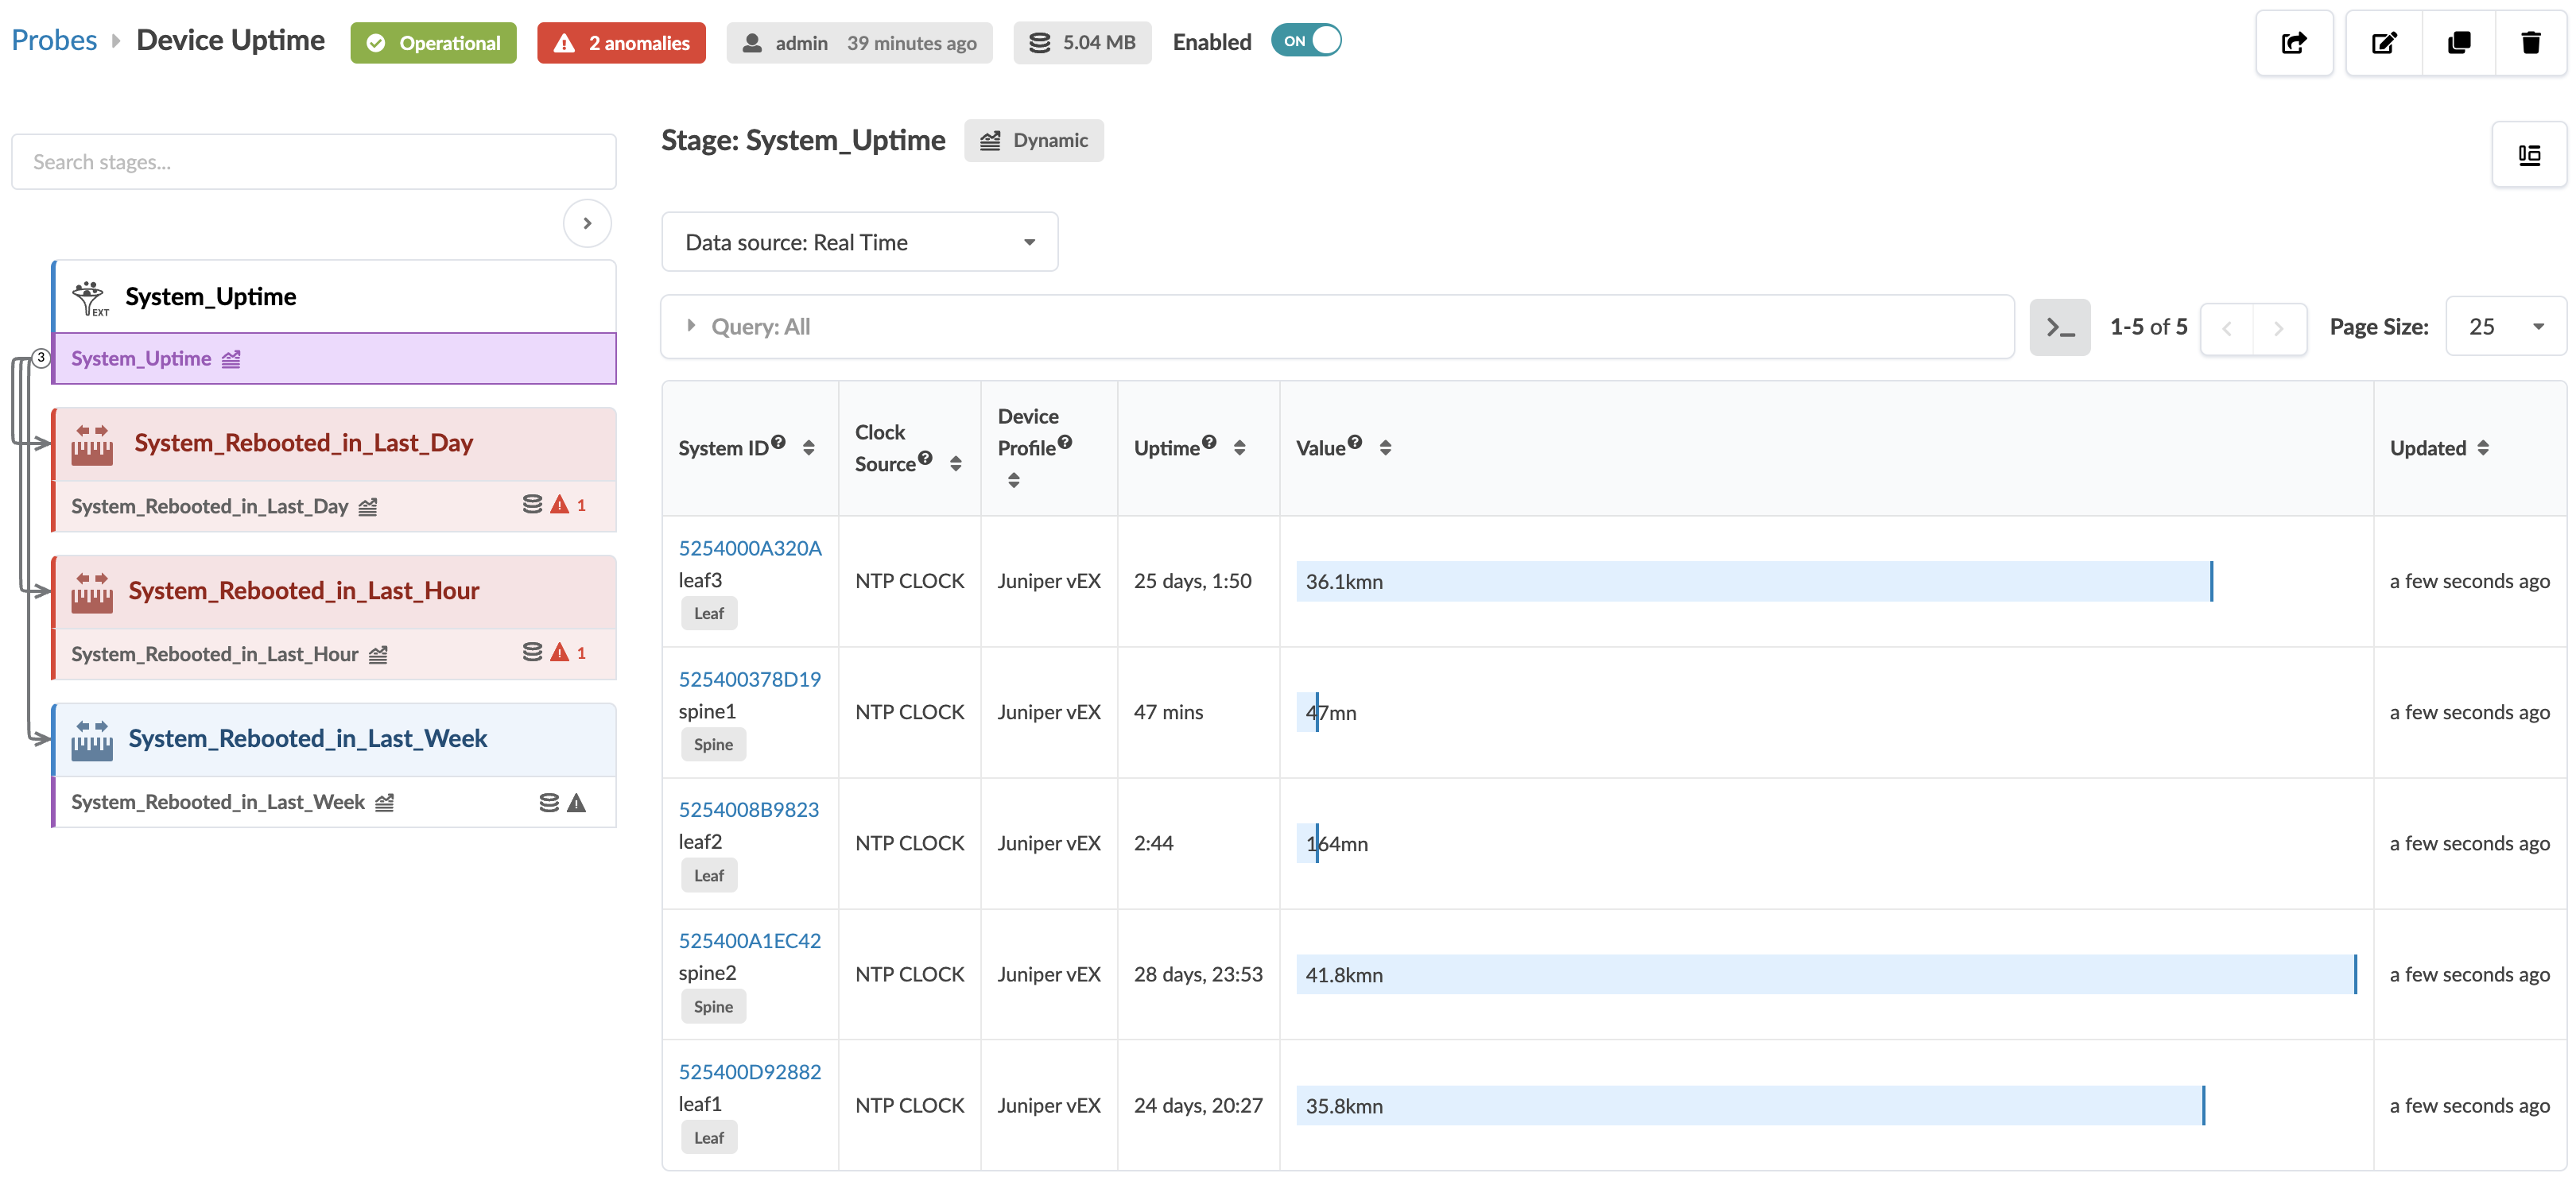 Probes Device Uptime Operational 2 anomalies admin 39 minutes ago 5.04 MB Enabled ON
Search stages...
System_Uptime
EXT
3
System_Uptime
System_Rebooted_in_Last_Day
System_Rebooted_in_Last_Day 1
System_Rebooted_in_Last_Hour
System_Rebooted_in_Last_Hour 1
System_Rebooted_in_Last_Week
System_Rebooted_in_Last_Week
Stage: System_Uptime Dynamic
Data source: Real Time
Query: All 1-5 of 5 Page Size: 25
System ID Clock Source Device Profile Uptime Value Updated
5254000A320A
leaf3
Leaf
NTP CLOCK Juniper vEX 25 days, 1:50 36.1kmn a few seconds ago
525400378D19
spine1
Spine
NTP CLOCK Juniper vEX 47 mins 47mn a few seconds ago
5254008B9823
leaf2
Leaf
NTP CLOCK Juniper vEX 2:44 164mn a few seconds ago
525400A1EC42
spine2
Spine
NTP CLOCK Juniper vEX 28 days, 23:53 41.8kmn a few seconds ago
525400D92882
leaf1
Leaf
NTP CLOCK Juniper vEX 24 days, 20:27 35.8kmn a few seconds ago